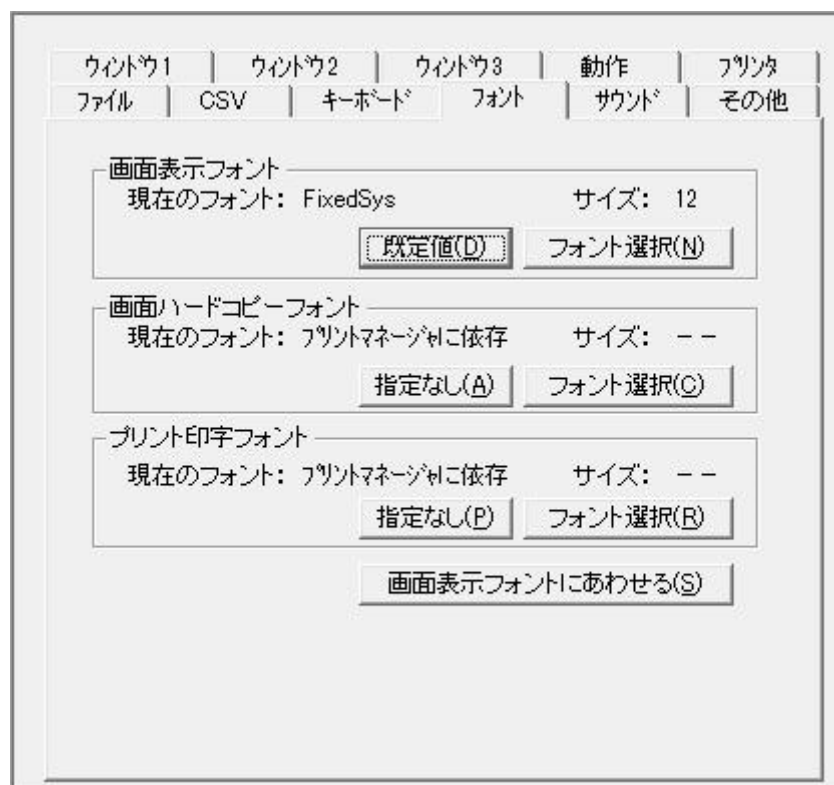 ｳｨﾝﾄﾞｳ1 ｳｨﾝﾄﾞｳ2 ｳｨﾝﾄﾞｳ3 動作 ﾌﾟﾘﾝﾀ
ﾌｧｲﾙ CSV ｷｰﾎﾞｰﾄﾞ ﾌｫﾝﾄ ｻｳﾝﾄﾞ その他
画面表示フォント
現在のフォント: FixedSys サイズ: 12
既定値(D) フォント選択(N)
画面ハードコピーフォント
現在のフォント: ﾌﾟﾘﾝﾄﾏﾈｰｼﾞｬに依存 サイズ: －－
指定なし(A) フォント選択(C)
プリント印字フォント
現在のフォント: ﾌﾟﾘﾝﾄﾏﾈｰｼﾞｬに依存 サイズ: －－
指定なし(P) フォント選択(R)
画面表示フォントにあわせる(S)